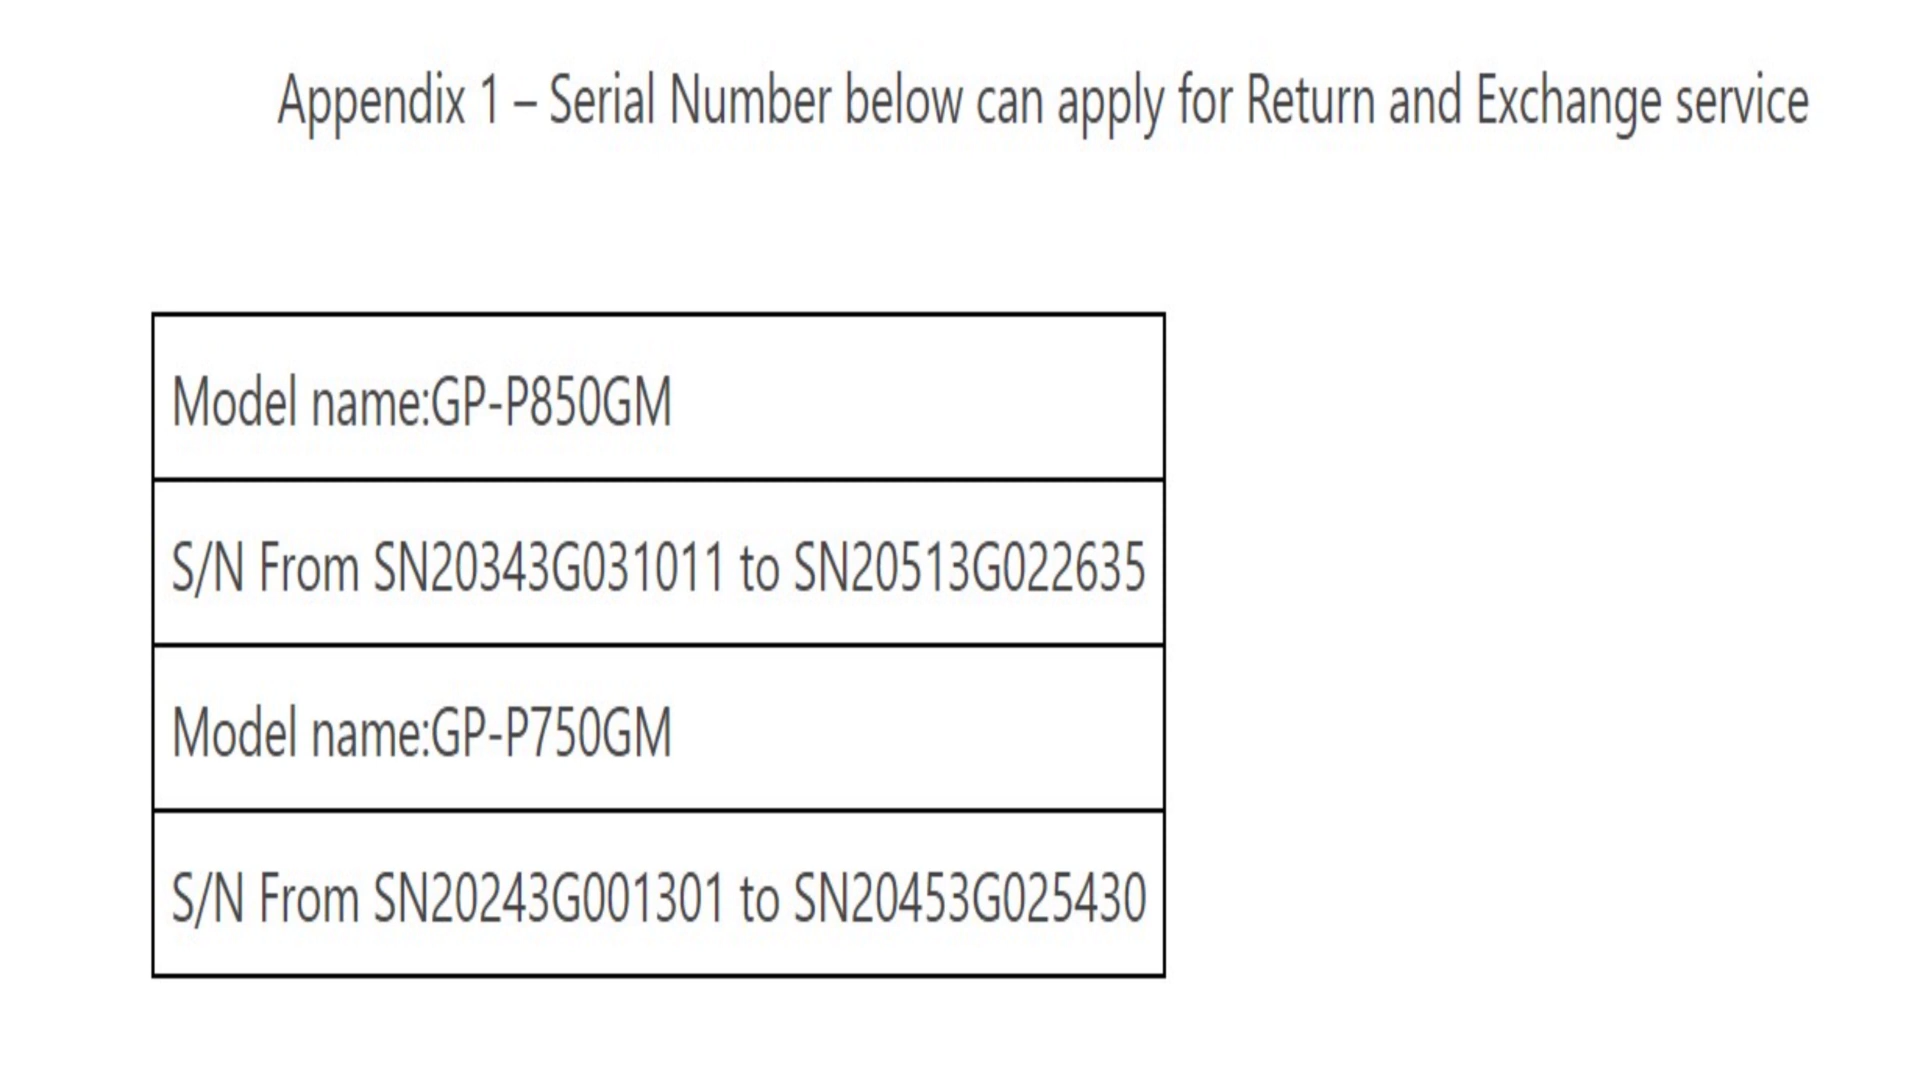 Appendix 1 – Serial Number below can apply for Return and Exchange service
Model name:GP-P850GM
S/N From SN20343G031011 to SN20513G022635
Model name:GP-P750GM
S/N From SN20243G001301 to SN20453G025430